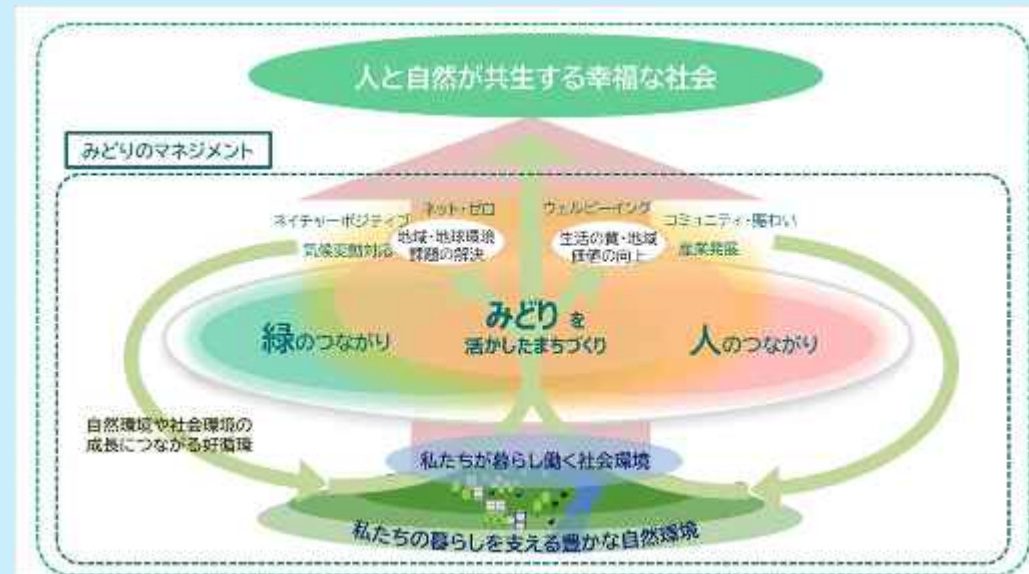 人と自然が共生する幸福な社会
みどりのマネジメント
ネイチャーポジティブ
ネット・ゼロ
ウェルビーイング
コミュニティ・賑わい
気候変動対応
地域・地球環境
課題の解決
生活の質・地域
価値の向上
産業発展
緑のつながり
みどりを
活かしたまちづくり
人のつながり
自然環境や社会環境の
成長につながる好循環
私たちが暮らし働く社会環境
私たちの暮らしを支える豊かな自然環境